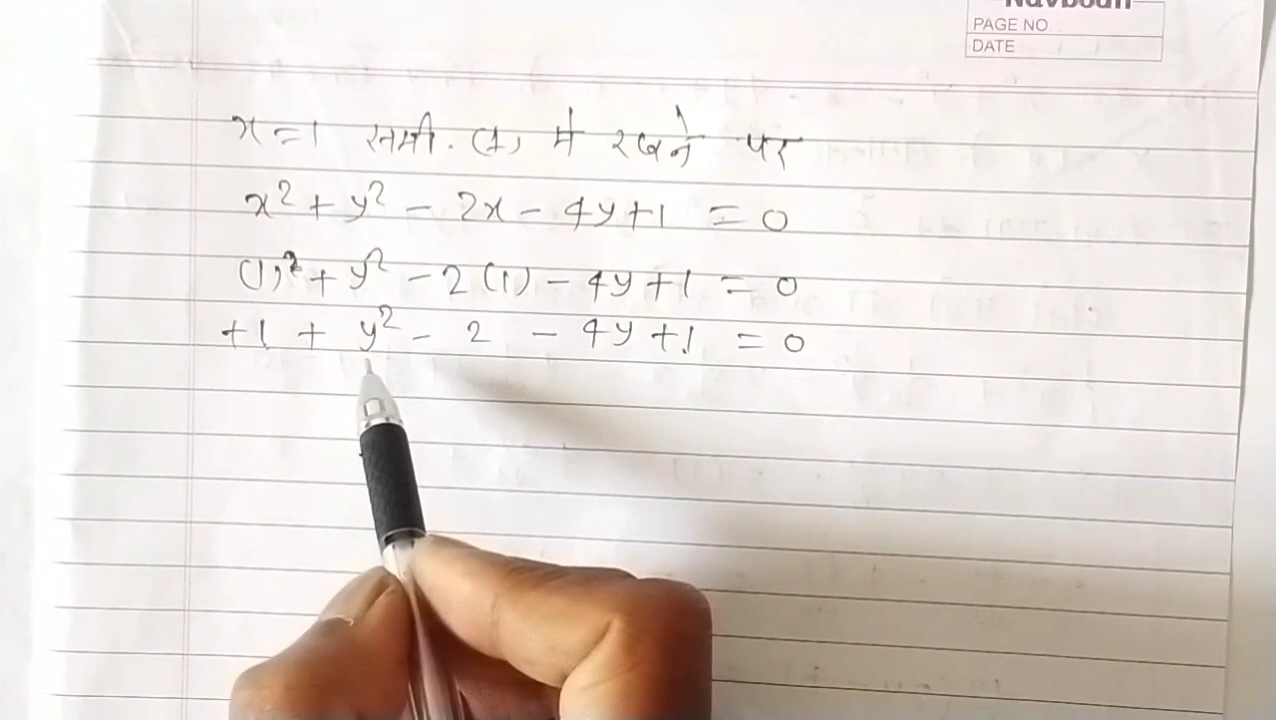 Navbodh
PAGE NO.
DATE
x = 1 समी. (1) में रखने पर
x² + y² - 2x - 4y + 1 = 0
(1)² + y² - 2 (1) - 4y + 1 = 0
+1 + y² - 2 - 4y + 1 = 0